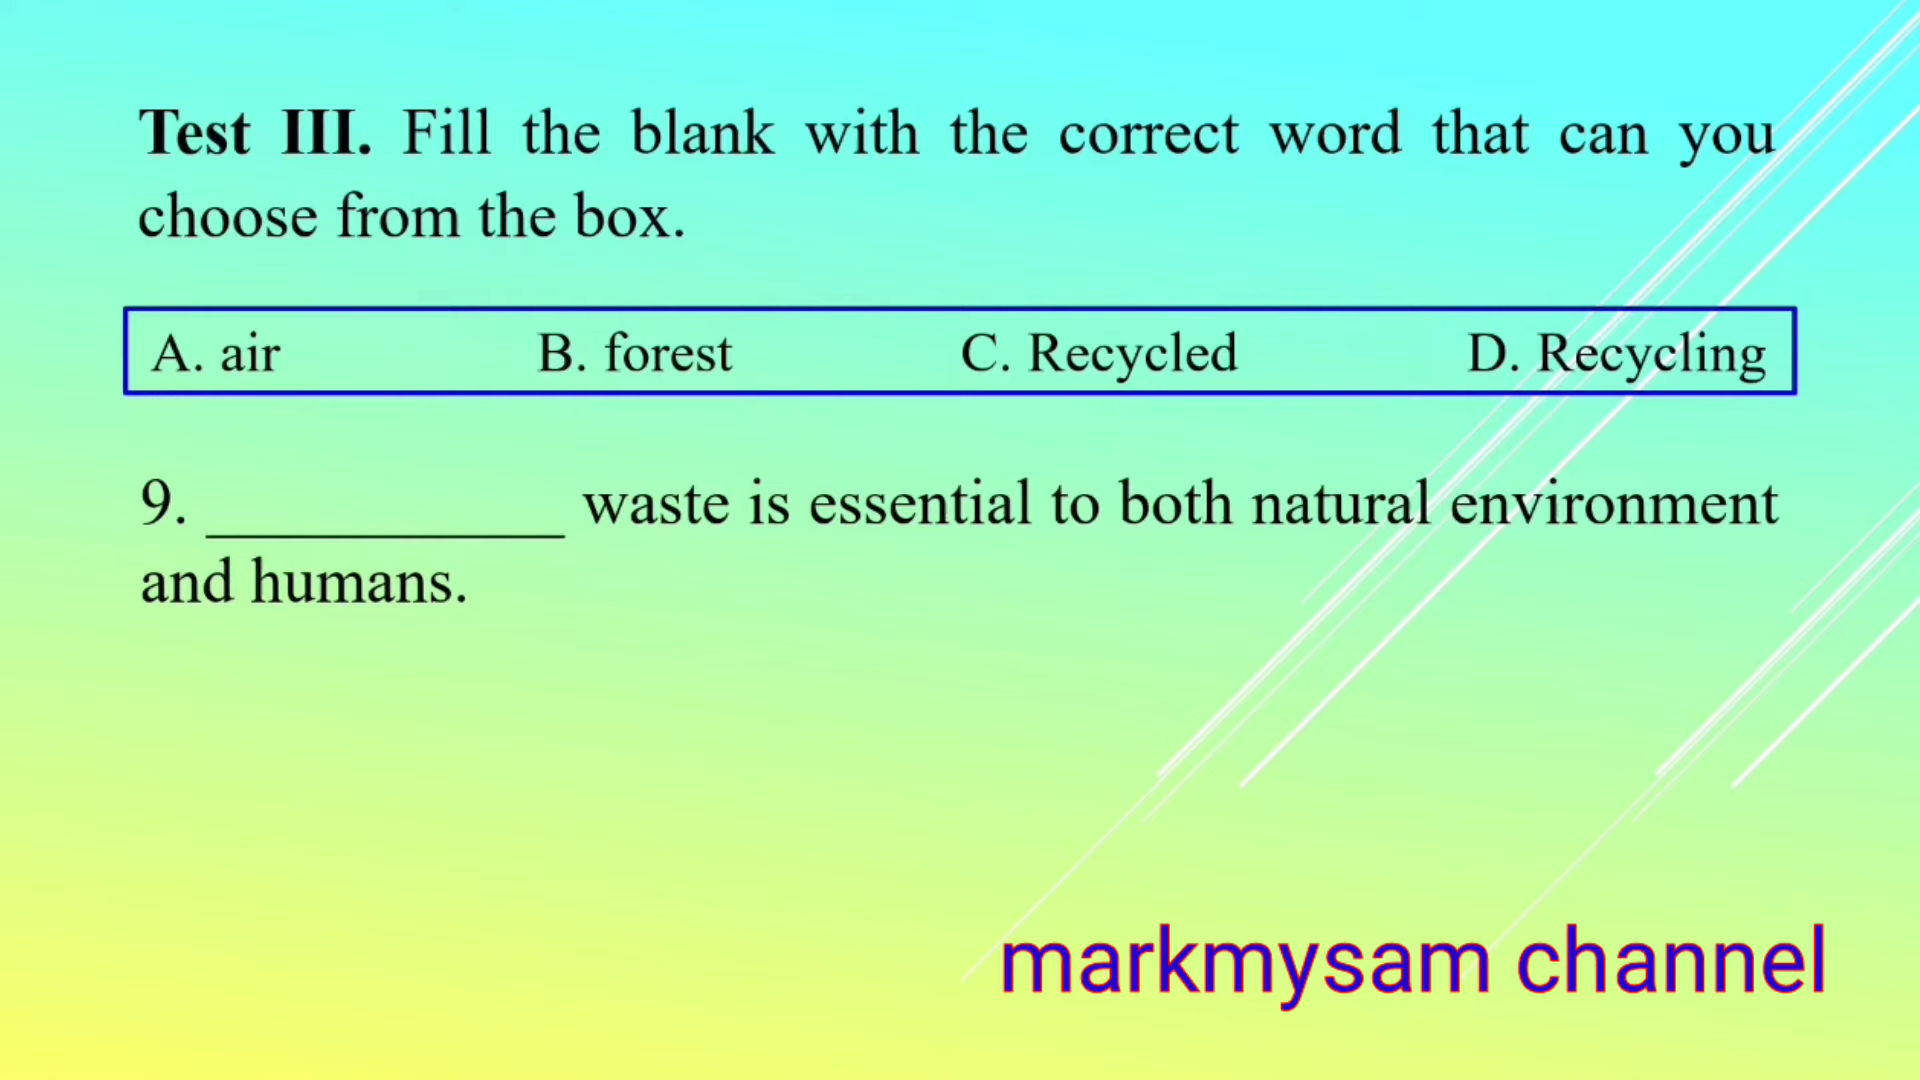 Test III. Fill the blank with the correct word that can you
choose from the box.
A. air B. forest C. Recycled D. Recycling
9. ____________ waste is essential to both natural environment
and humans.
markmysam channel